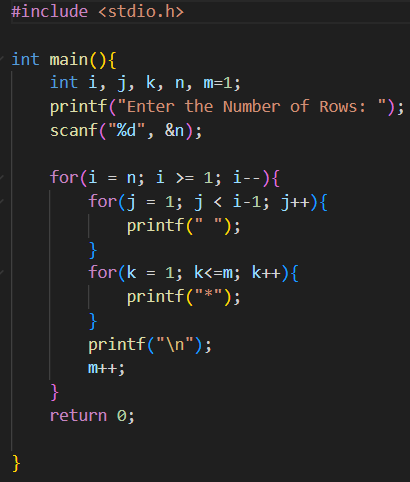 #include <stdio.h>

int main(){
    int i, j, k, n, m=1;
    printf("Enter the Number of Rows: ");
    scanf("%d", &n);

    for(i = n; i >= 1; i--){
        for(j = 1; j < i-1; j++){
            printf(" ");
        }
        for(k = 1; k<=m; k++){
            printf("*");
        }
        printf("\n");
        m++;
    }
    return 0;

}